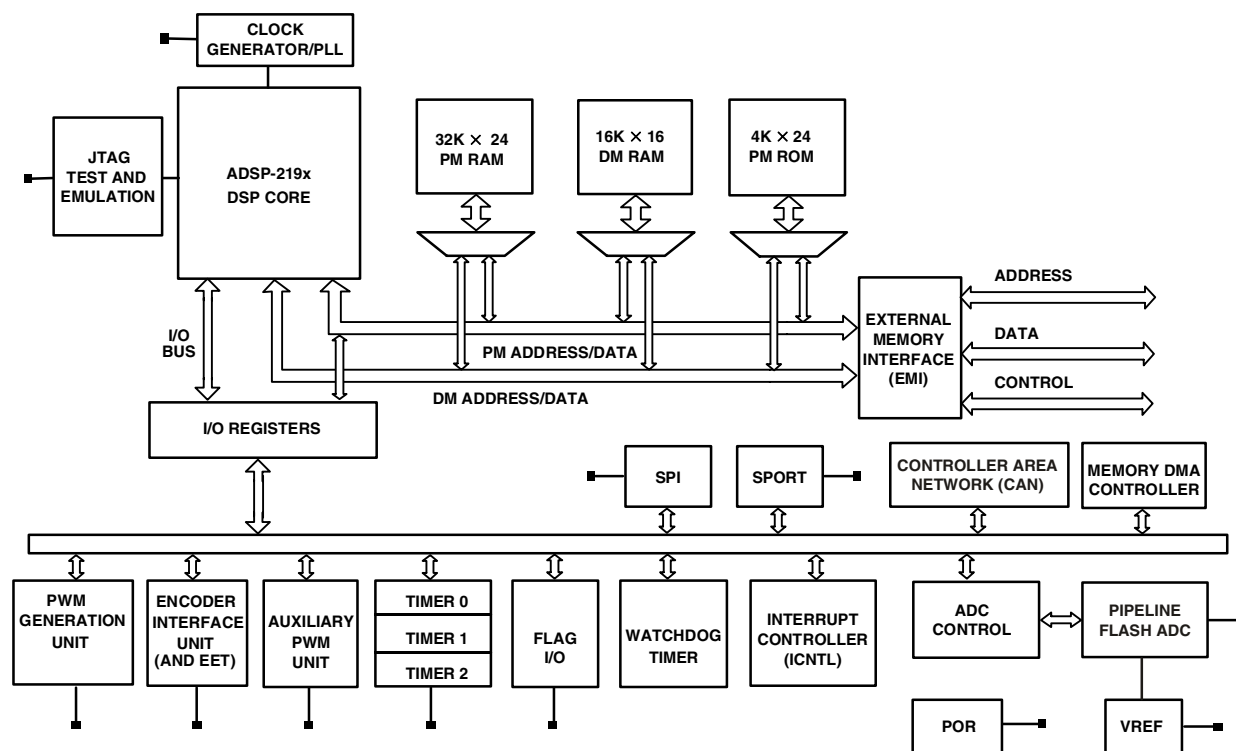 CLOCK
GENERATOR/PLL
JTAG
TEST AND
EMULATION
ADSP-219x
DSP CORE
32K × 24
PM RAM
16K × 16
DM RAM
4K × 24
PM ROM
I/O
BUS
PM ADDRESS/DATA
DM ADDRESS/DATA
EXTERNAL
MEMORY
INTERFACE
(EMI)
ADDRESS
DATA
CONTROL
I/O REGISTERS
SPI
SPORT
CONTROLLER AREA
NETWORK (CAN)
MEMORY DMA
CONTROLLER
PWM
GENERATION
UNIT
ENCODER
INTERFACE
UNIT
(AND EET)
AUXILIARY
PWM
UNIT
TIMER 0
TIMER 1
TIMER 2
FLAG
I/O
WATCHDOG
TIMER
INTERRUPT
CONTROLLER
(ICNTL)
ADC
CONTROL
PIPELINE
FLASH ADC
POR
VREF